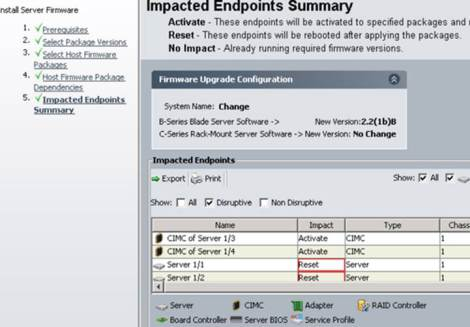 nstall Server Firmware
1. Prerequisites
2. Select Package Versions
3. Select Host Firmware
Packages
4. Host Firmware Package
Dependencies
5. Impacted Endpoints
Summary
Impacted Endpoints Summary
Activate - These endpoints will be activated to specified packages and
Reset - These endpoints will be rebooted after applying the packages.
No Impact - Already running required firmware versions.
Firmware Upgrade Configuration
System Name: Change
B-Series Blade Server Software -> New Version:2.2(1b)B
C-Series Rack-Mount Server Software -> New Version: No Change
Impacted Endpoints
Export Print Show: All
Show: All Disruptive Non Disruptive
Name Impact Type Chass
CIMC of Server 1/3 Activate CIMC 1
CIMC of Server 1/4 Activate CIMC 1
Server 1/1 Reset Server 1
Server 1/2 Reset Server 1
Server CIMC Adapter RAID Controller
Board Controller Server BIOS Service Profile